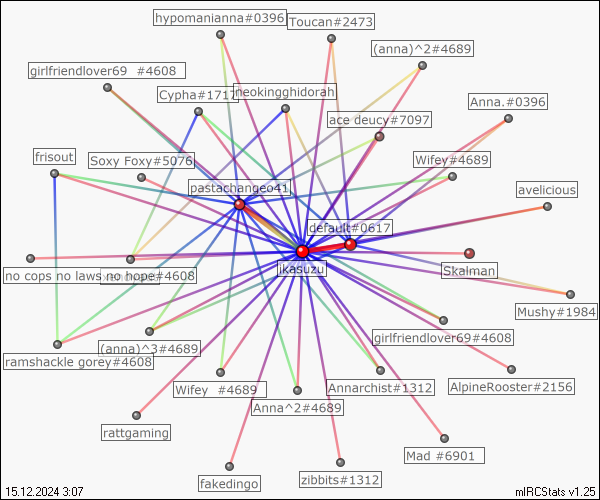 hypomanianna#0396
Toucan#2473
(anna)^2#4689
girlfriendlover69 #4608
Cypha#1717
neokingghidorah
Anna.#0396
ace deucy#7097
frisout
Soxy Foxy#5076
Wifey#4689
pastachangeo41
avelicious
default#0617
no cops no laws no hope#4608
ikasuzu
Skalman
Mushy#1984
(anna)^3#4689
girlfriendlover69#4608
ramshackle gorey#4608
Wifey #4689
Annarchist#1312
AlpineRooster#2156
Anna^2#4689
rattgaming
Mad #6901
fakedingo
zibbits#1312
15.12.2024 3:07
mIRCStats v1.25